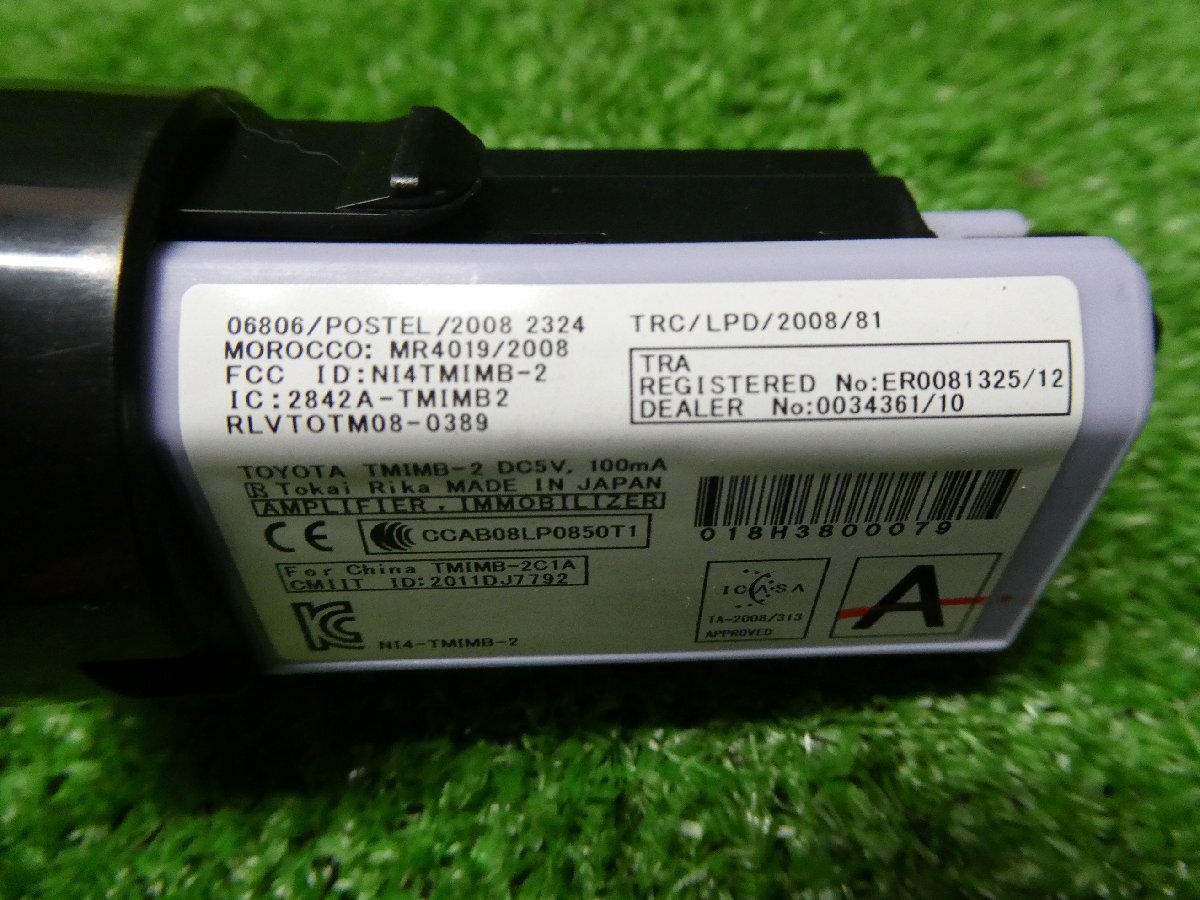 06806/POSTEL/2008 2324
MOROCCO: MR4019/2008
FCC ID:NI4TMIMB-2
IC:2842A-TMIMB2
RLVTOTM08-0389
TRC/LPD/2008/81
TRA
REGISTERED No:ER0081325/12
DEALER No:0034361/10
TOYOTA TMIMB-2 DC5V, 100mA
R Tokai Rika MADE IN JAPAN
AMPLIFIER, IMMOBILIZER
CE CCAB08LP0850T1
For China TMIMB-2C1A
CMIIT ID:2011DJ7792
KC NI4-TMIMB-2
018H3800079
ICASA
TA-2008/313
APPROVED
A